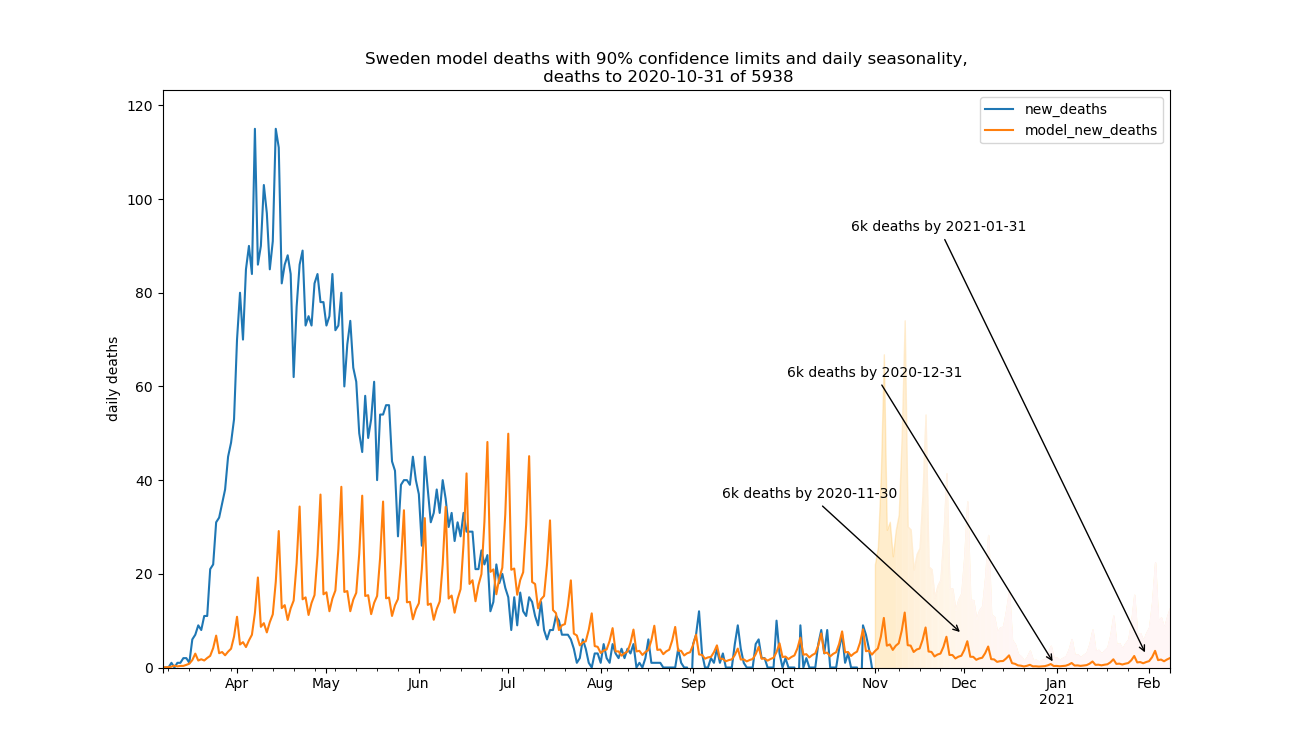 Sweden model deaths with 90% confidence limits and daily seasonality,
deaths to 2020-10-31 of 5938
new_deaths
model_new_deaths
daily deaths
120
100
80
60
40
20
0
6k deaths by 2021-01-31
6k deaths by 2020-12-31
6k deaths by 2020-11-30
Apr May Jun Jul Aug Sep Oct Nov Dec Jan Feb
2021